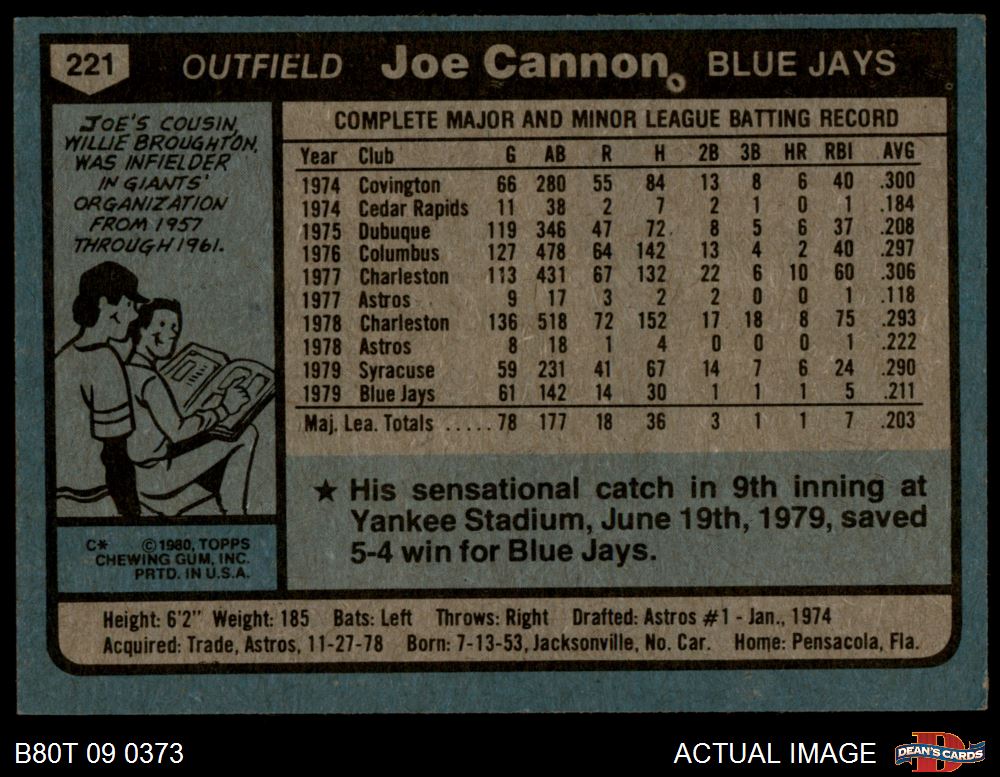 221 OUTFIELD Joe Cannon BLUE JAYS
JOE'S COUSIN,
WILLIE BROUGHTON,
WAS INFIELDER
IN GIANTS'
ORGANIZATION
FROM 1957
THROUGH 1961.
C* ©1980, TOPPS
CHEWING GUM, INC.
PRTD. IN U.S.A.
COMPLETE MAJOR AND MINOR LEAGUE BATTING RECORD
Year Club G AB R H 2B 3B HR RBI AVG
1974 Covington 66 280 55 84 13 8 6 40 .300
1974 Cedar Rapids 11 38 2 7 2 1 0 1 .184
1975 Dubuque 119 346 47 72 8 5 6 37 .208
1976 Columbus 127 478 64 142 13 4 2 40 .297
1977 Charleston 113 431 67 132 22 6 10 60 .306
1977 Astros 9 17 3 2 2 0 0 1 .118
1978 Charleston 136 518 72 152 17 18 8 75 .293
1978 Astros 8 18 1 4 0 0 0 1 .222
1979 Syracuse 59 231 41 67 14 7 6 24 .290
1979 Blue Jays 61 142 14 30 1 1 1 5 .211
Maj. Lea. Totals ..... 78 177 18 36 3 1 1 7 .203
★ His sensational catch in 9th inning at
Yankee Stadium, June 19th, 1979, saved
5-4 win for Blue Jays.
Height: 6'2" Weight: 185 Bats: Left Throws: Right Drafted: Astros #1 - Jan., 1974
Acquired: Trade, Astros, 11-27-78 Born: 7-13-53, Jacksonville, No. Car. Home: Pensacola, Fla.
B80T 09 0373 ACTUAL IMAGE D DEAN'S CARDS